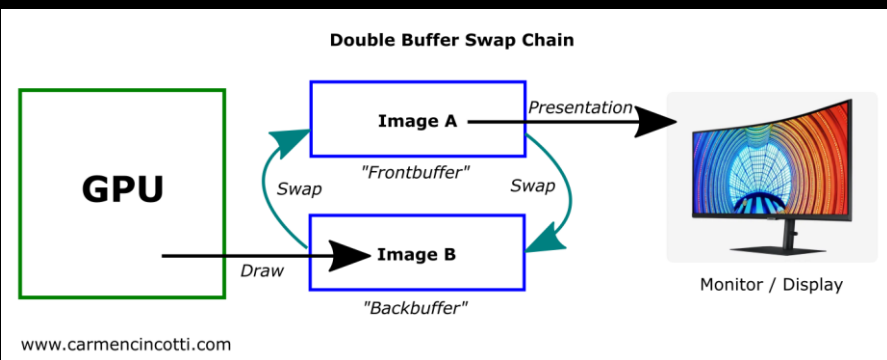 Double Buffer Swap Chain
GPU
Image A
Presentation
"Frontbuffer"
Swap
Swap
Image B
Draw
"Backbuffer"
Monitor / Display
www.carmencincotti.com